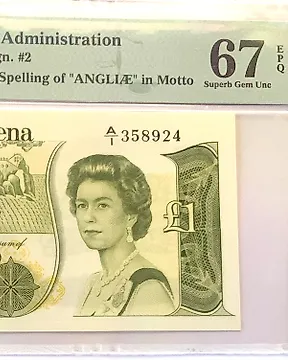 Administration
gn. #2
Spelling of "ANGLIÆ" in Motto
67 EPQ
Superb Gem Unc
ena
A/1 358924
£1